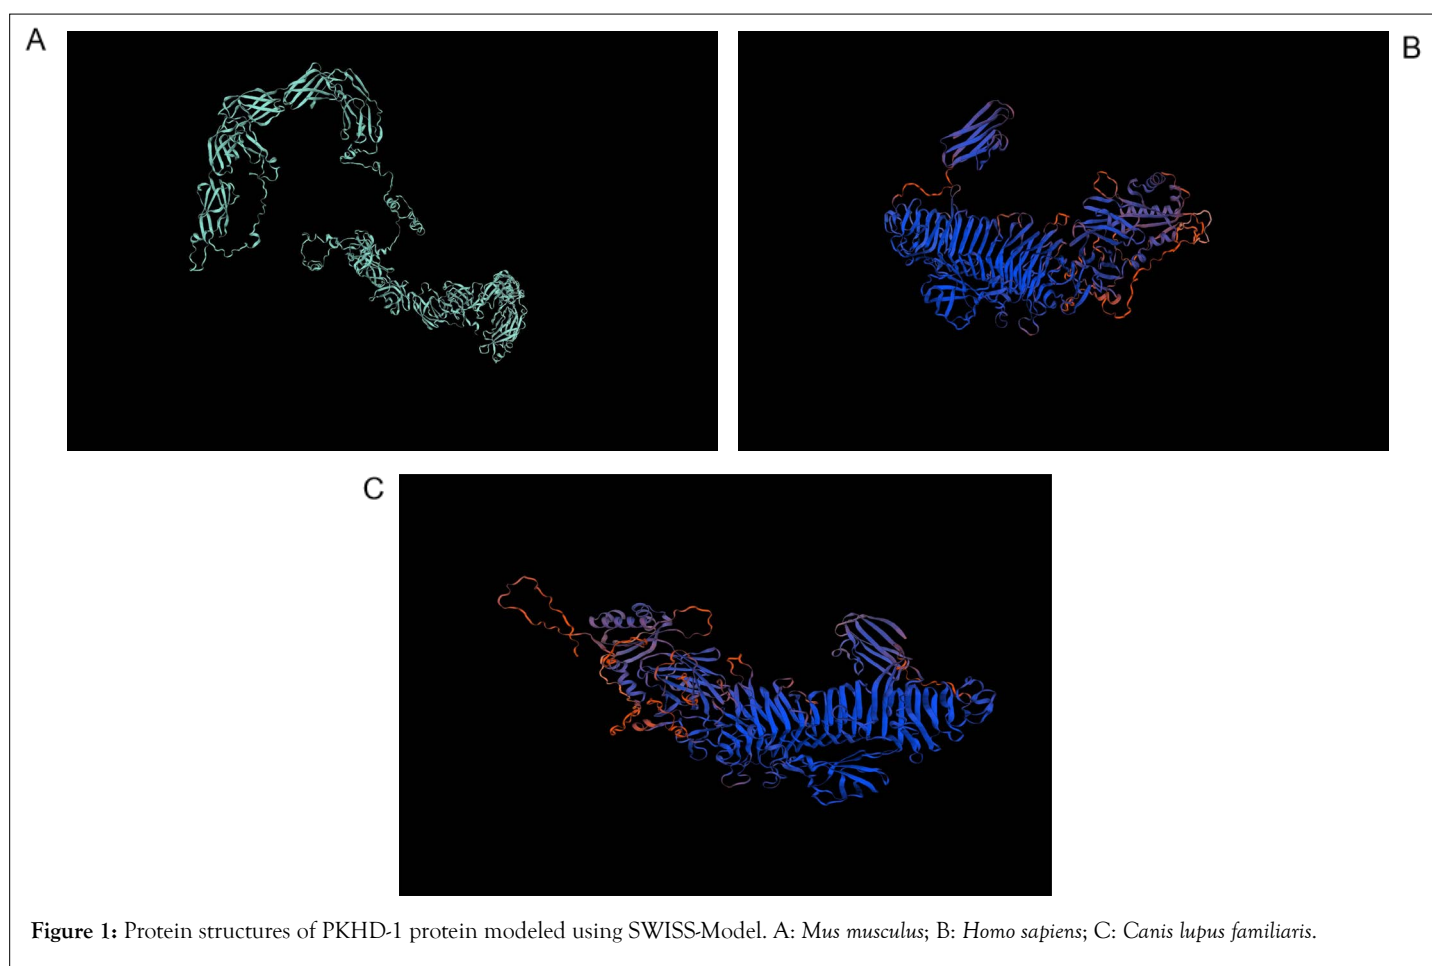 A
B
C
Figure 1: Protein structures of PKHD-1 protein modeled using SWISS-Model. A: Mus musculus; B: Homo sapiens; C: Canis lupus familiaris.